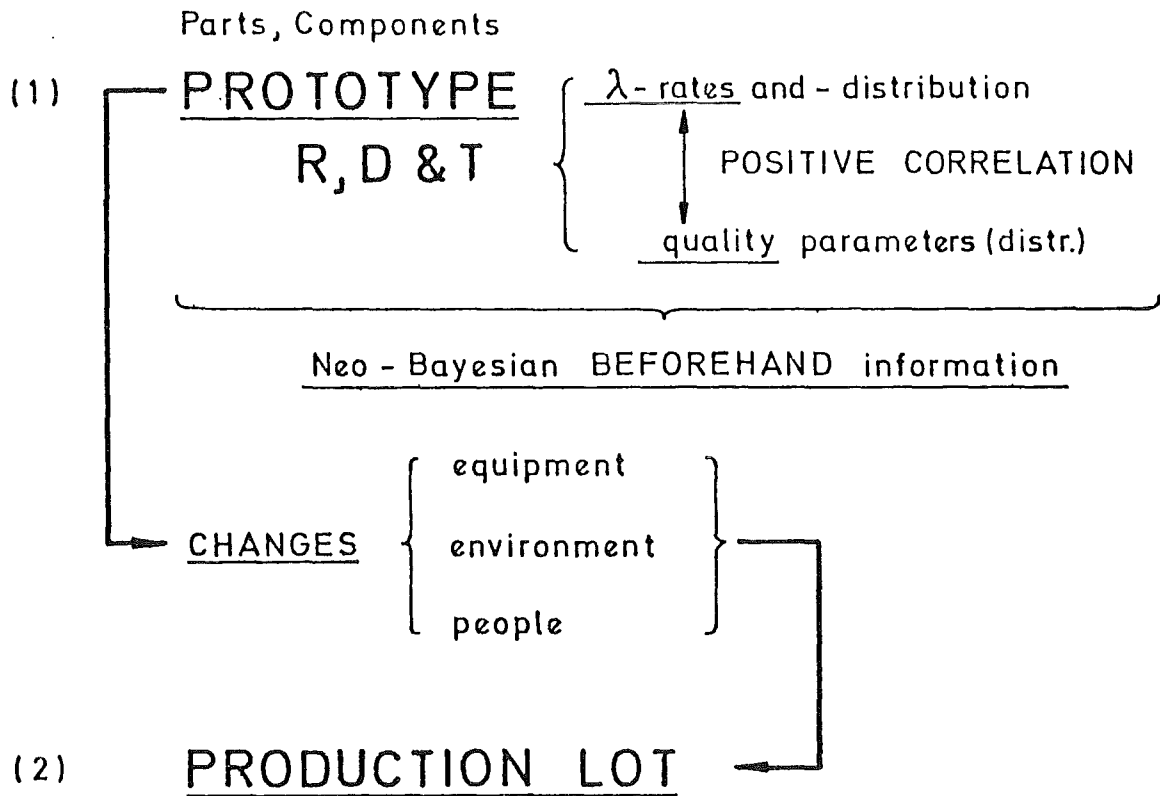 Parts, Components
(1) PROTOTYPE
R, D & T
λ- rates and - distribution
POSITIVE CORRELATION
quality parameters (distr.)
Neo - Bayesian BEFOREHAND information
CHANGES
equipment
environment
people
(2) PRODUCTION LOT